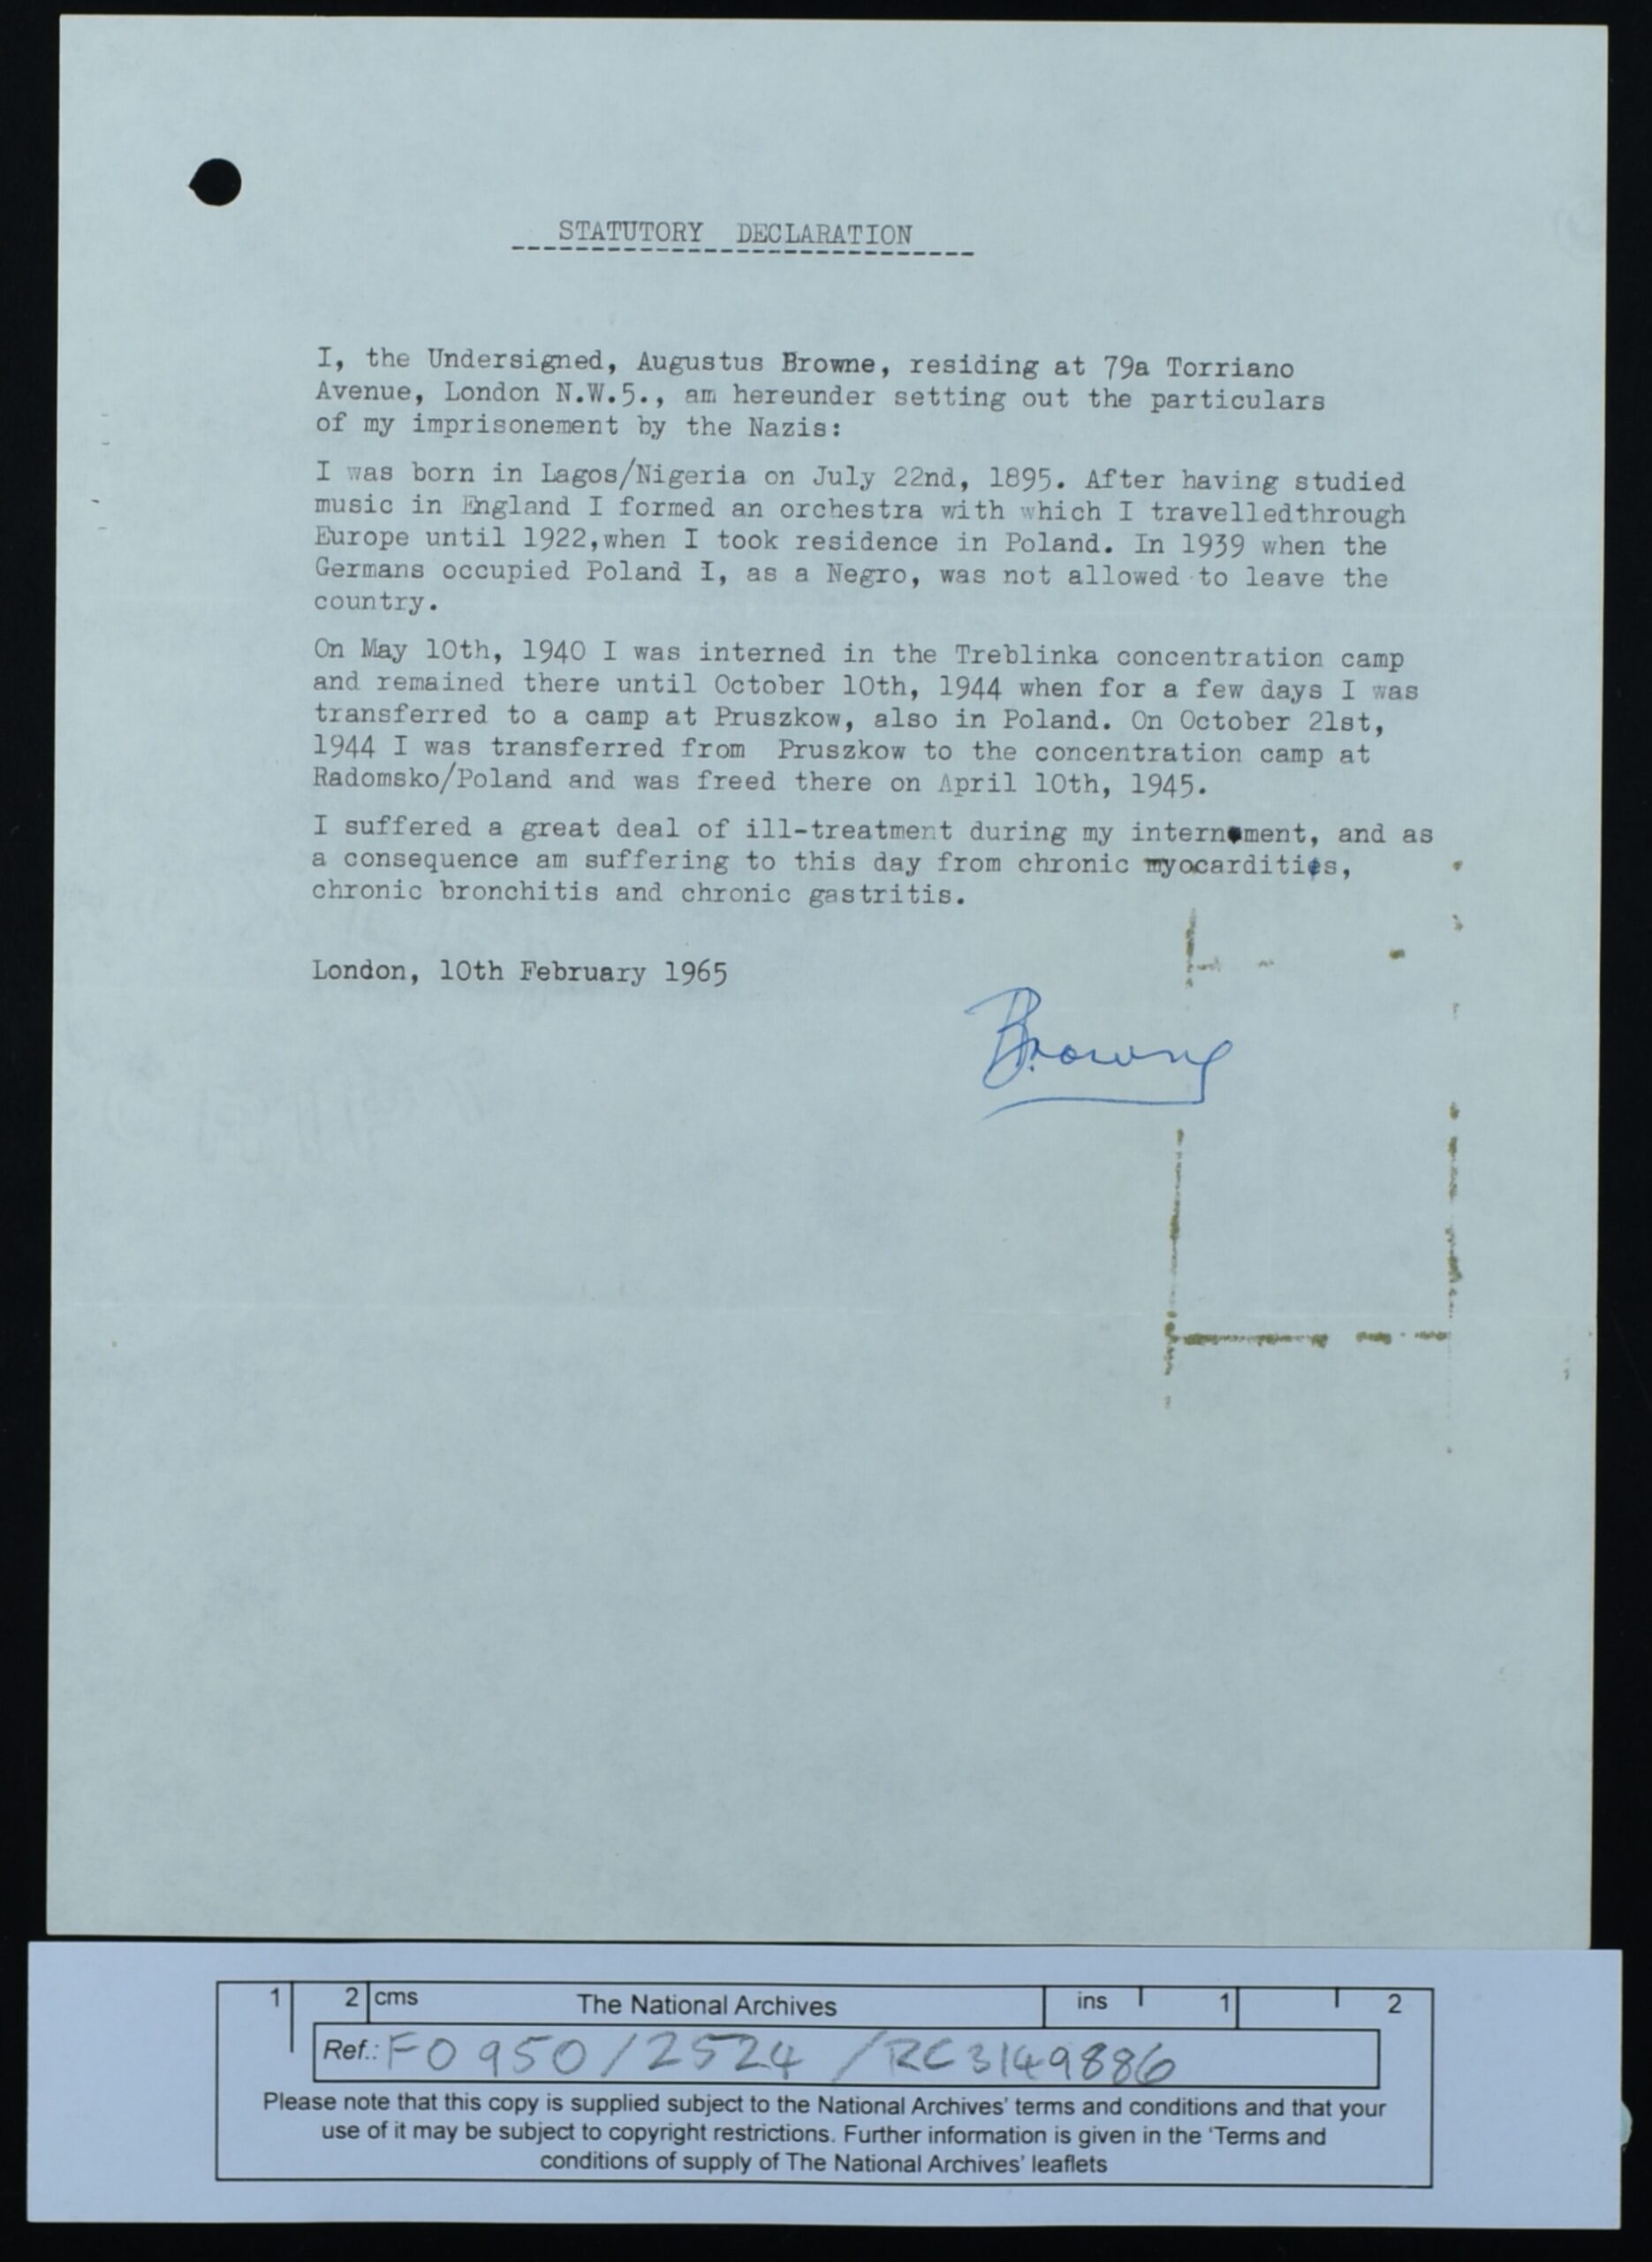 STATUTORY DECLARATION
I, the Undersigned, Augustus Browne, residing at 79a Torriano
Avenue, London N.W.5., am hereunder setting out the particulars
of my imprisonement by the Nazis:
I was born in Lagos/Nigeria on July 22nd, 1895. After having studied
music in England I formed an orchestra with which I travelledthrough
Europe until 1922,when I took residence in Poland. In 1939 when the
Germans occupied Poland I, as a Negro, was not allowed to leave the
country.
On May 10th, 1940 I was interned in the Treblinka concentration camp
and remained there until October 10th, 1944 when for a few days I was
transferred to a camp at Pruszkow, also in Poland. On October 21st,
1944 I was transferred from Pruszkow to the concentration camp at
Radomsko/Poland and was freed there on April 10th, 1945.
I suffered a great deal of ill-treatment during my internement, and as
a consequence am suffering to this day from chronic myocardities,
chronic bronchitis and chronic gastritis.
London, 10th February 1965
Browne
1 2 cms The National Archives ins 1 2
Ref.: FO 950/2524 /RC3149886
Please note that this copy is supplied subject to the National Archives' terms and conditions and that your
use of it may be subject to copyright restrictions. Further information is given in the 'Terms and
conditions of supply of The National Archives' leaflets